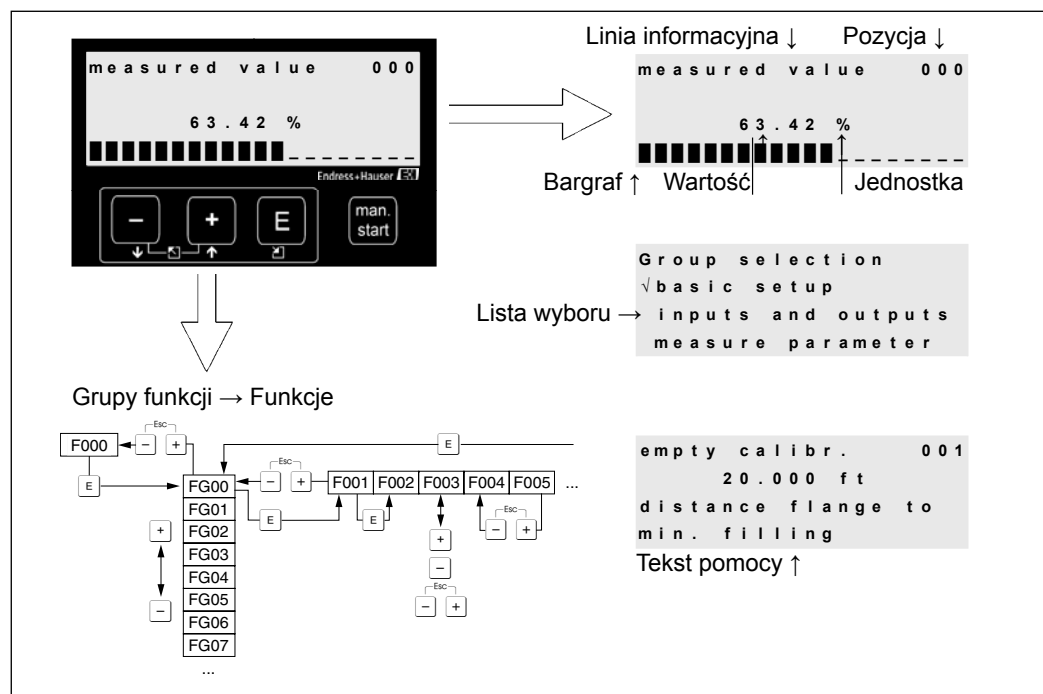 measured value 000
63.42 %
Endress+Hauser EH
− + E
man.
start
Linia informacyjna ↓ Pozycja ↓
measured value 000
63.42 %
Bargraf ↑ Wartość Jednostka
Group selection
√basic setup
Lista wyboru → inputs and outputs
measure parameter
empty calibr. 001
20.000 ft
distance flange to
min. filling
Tekst pomocy ↑
Grupy funkcji → Funkcje
Esc
F000 − + E
E Esc
FG00 − + F001 F002 F003 F004 F005 ...
FG01 E E Esc
− +
+ FG02 +
FG03
FG04 −
FG05 Esc
− FG06 − +
FG07
...